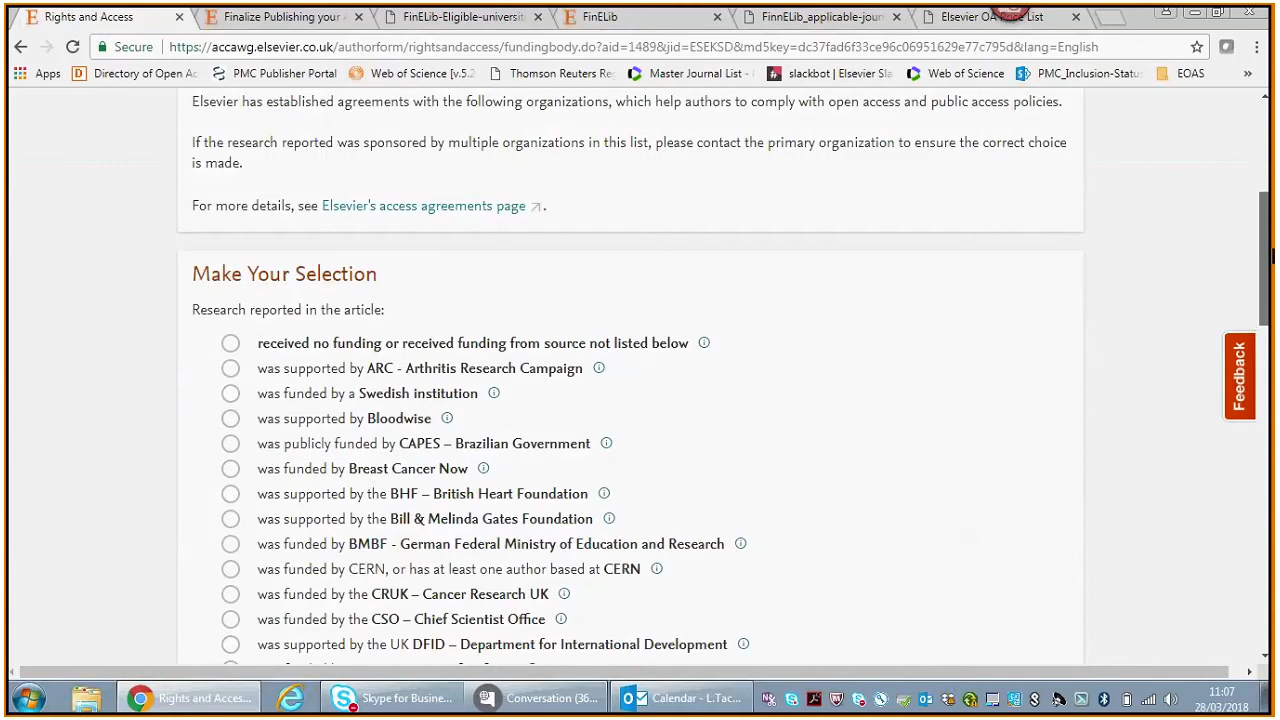 Rights and Access
Finalize Publishing your A
FinELib-Eligible-universit
FinELib
FinnELib_applicable-jour
Elsevier OA Price List
Secure
https://accawg.elsevier.co.uk/authorform/rightsandaccess/fundingbody.do?aid=1489&jid=ESEKSD&md5key=dc37fad6f33ce96c06951629e77c795d&lang=English
Apps
Directory of Open Ac
PMC Publisher Portal
Web of Science [v.5.2
Thomson Reuters Re
Master Journal List -
slackbot | Elsevier Sla
Web of Science
PMC_Inclusion-Status
EOAS
Elsevier has established agreements with the following organizations, which help authors to comply with open access and public access policies.
If the research reported was sponsored by multiple organizations in this list, please contact the primary organization to ensure the correct choice
is made.
For more details, see Elsevier's access agreements page.
Make Your Selection
Research reported in the article:
received no funding or received funding from source not listed below
was supported by ARC - Arthritis Research Campaign
was funded by a Swedish institution
was supported by Bloodwise
was publicly funded by CAPES – Brazilian Government
was funded by Breast Cancer Now
was supported by the BHF – British Heart Foundation
was supported by the Bill & Melinda Gates Foundation
was funded by BMBF - German Federal Ministry of Education and Research
was funded by CERN, or has at least one author based at CERN
was funded by the CRUK – Cancer Research UK
was funded by the CSO – Chief Scientist Office
was supported by the UK DFID – Department for International Development
Feedback
Rights and Acces...
Skype for Busine...
Conversation (36...
Calendar - L.Tac...
11:07
28/03/2018